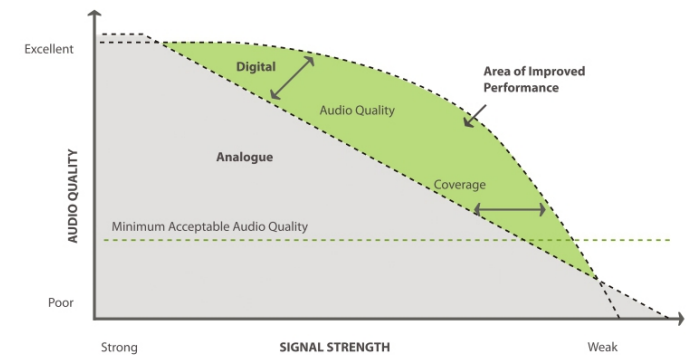 Excellent
Digital
Area of Improved
Performance
Audio Quality
Analogue
Coverage
AUDIO QUALITY
Minimum Acceptable Audio Quality
Poor
Strong
SIGNAL STRENGTH
Weak